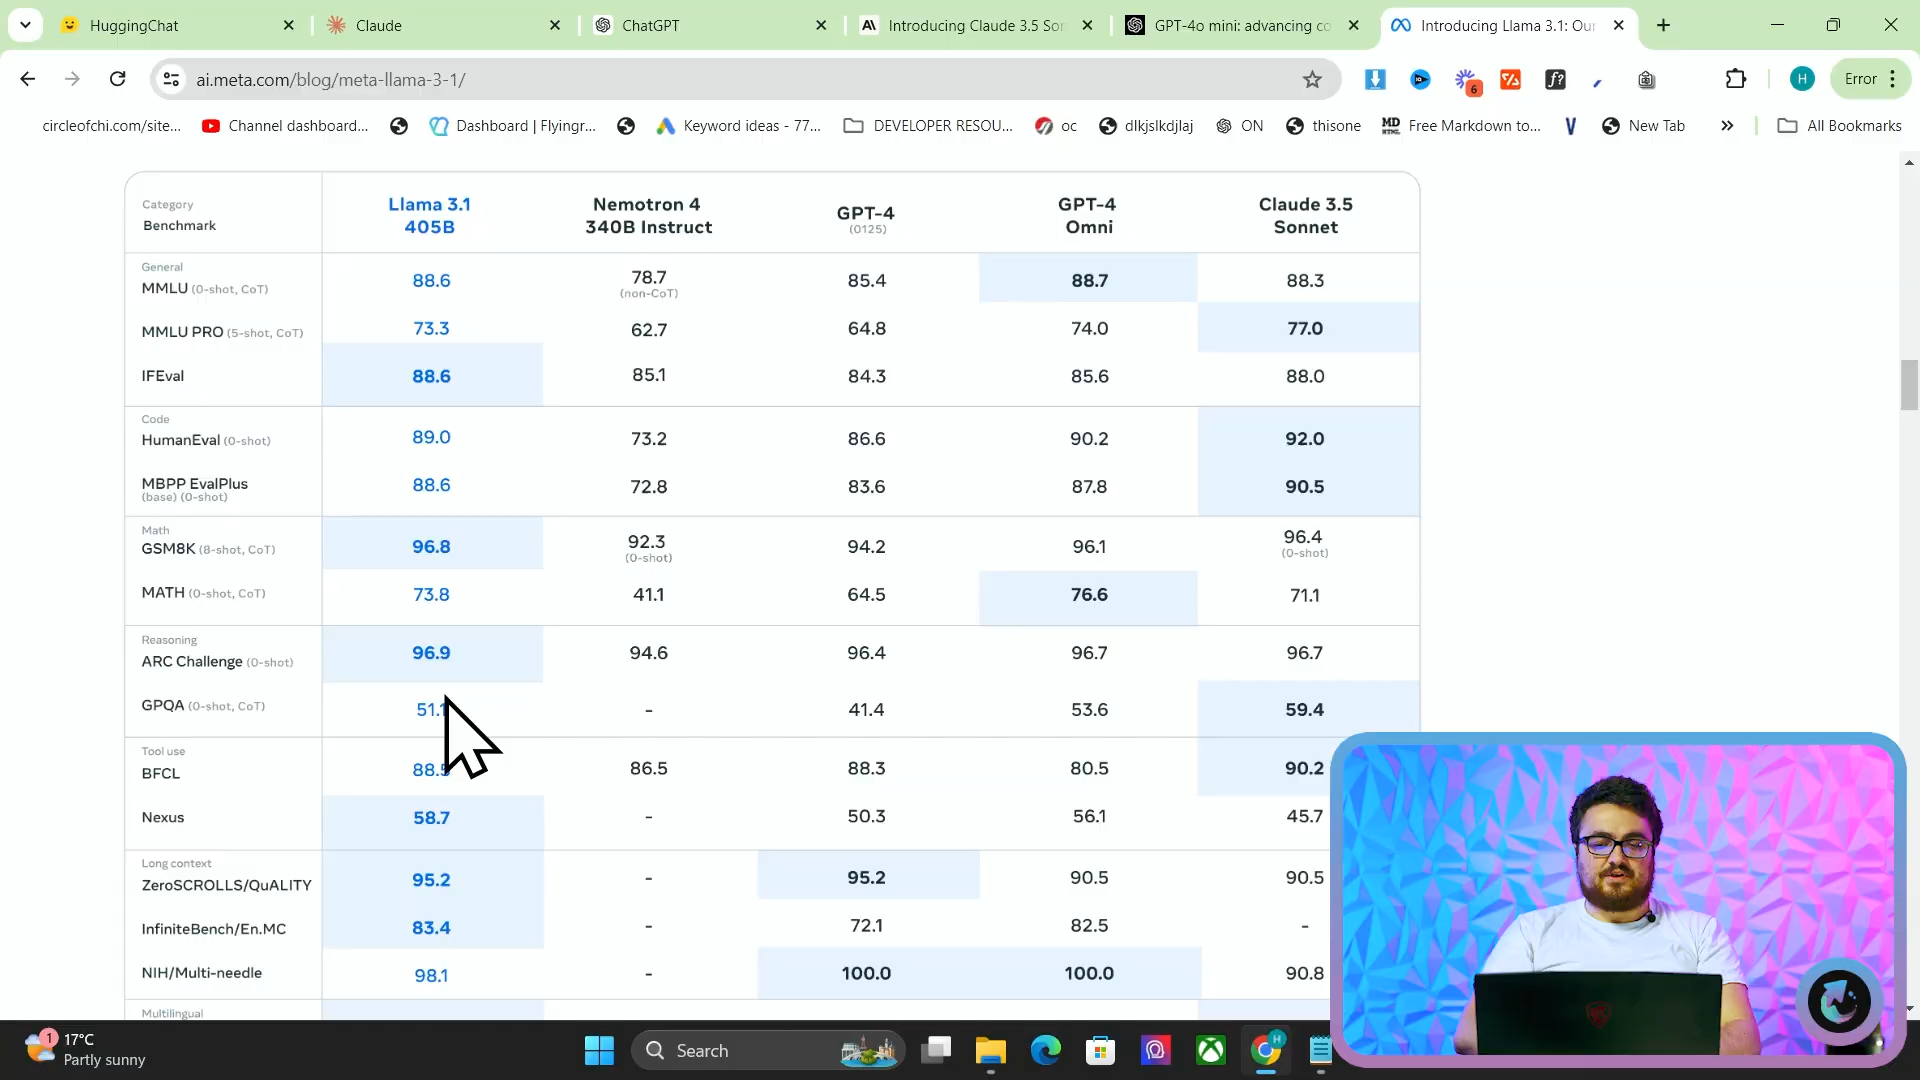 HuggingChat
Claude
ChatGPT
Introducing Claude 3.5 Son
GPT-4o mini: advancing co
Introducing Llama 3.1: Our
ai.meta.com/blog/meta-llama-3-1/
6
H
Error
circleofchi.com/site...
Channel dashboard...
Dashboard | Flyingr...
Keyword ideas - 77...
DEVELOPER RESOU...
oc
dlkjslkdjlaj
ON
thisone
Free Markdown to...
New Tab
All Bookmarks
Category
Benchmark
Llama 3.1
405B
Nemotron 4
340B Instruct
GPT-4
(0125)
GPT-4
Omni
Claude 3.5
Sonnet
General
MMLU (0-shot, CoT) 88.6 78.7 85.4 88.7 88.3
(non-CoT)
MMLU PRO (5-shot, CoT) 73.3 62.7 64.8 74.0 77.0
IFEval 88.6 85.1 84.3 85.6 88.0
Code
HumanEval (0-shot) 89.0 73.2 86.6 90.2 92.0
MBPP EvalPlus 88.6 72.8 83.6 87.8 90.5
(base) (0-shot)
Math
GSM8K (8-shot, CoT) 96.8 92.3 94.2 96.1 96.4
(0-shot) (0-shot)
MATH (0-shot, CoT) 73.8 41.1 64.5 76.6 71.1
Reasoning
ARC Challenge (0-shot) 96.9 94.6 96.4 96.7 96.7
GPQA (0-shot, CoT) 51.1 - 41.4 53.6 59.4
Tool use
BFCL 88.5 86.5 88.3 80.5 90.2
Nexus 58.7 - 50.3 56.1 45.7
Long context
ZeroSCROLLS/QuALITY 95.2 - 95.2 90.5 90.5
InfiniteBench/En.MC 83.4 - 72.1 82.5 -
NIH/Multi-needle 98.1 - 100.0 100.0 90.8
Multilingual
1
17°C
Partly sunny
Search